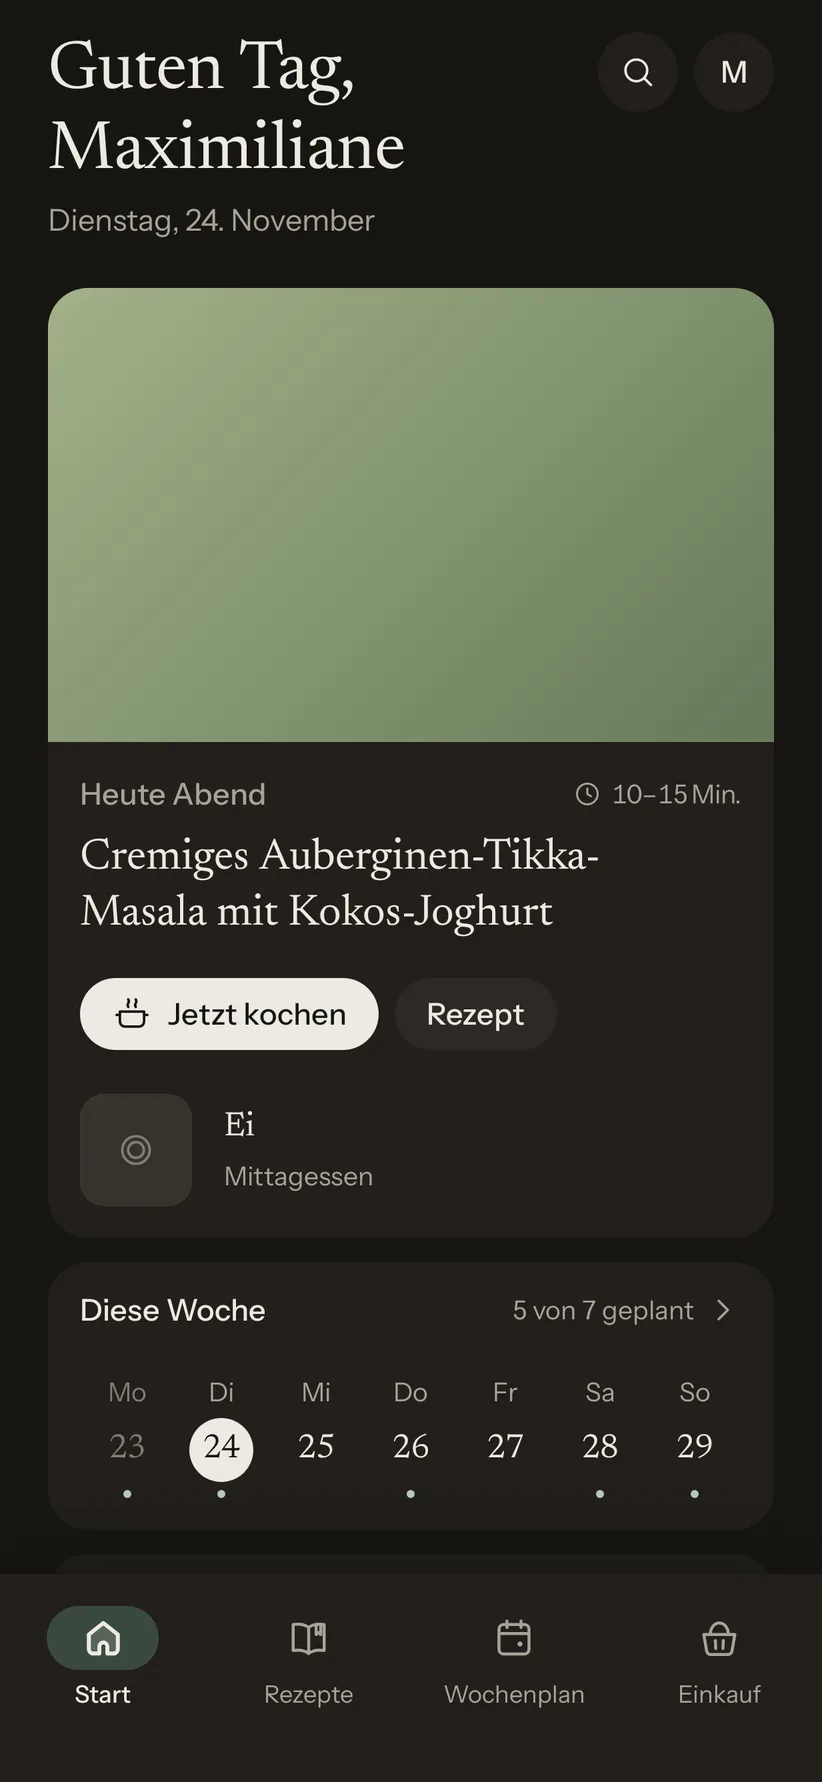 Guten Tag,
Maximiliane
M
Dienstag, 24. November
Heute Abend
10–15 Min.
Cremiges Auberginen-Tikka-
Masala mit Kokos-Joghurt
Jetzt kochen
Rezept
Ei
Mittagessen
Diese Woche
5 von 7 geplant
Mo Di Mi Do Fr Sa So
23 24 25 26 27 28 29
Start
Rezepte
Wochenplan
Einkauf